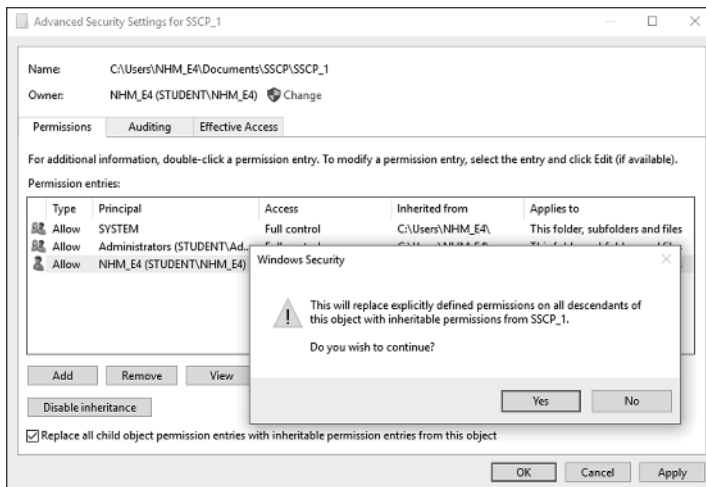 Advanced Security Settings for SSCP_1
Name: C:\Users\NHM_E4\Documents\SSCP\SSCP_1
Owner: NHM_E4 (STUDENT\NHM_E4) Change
Permissions Auditing Effective Access
For additional information, double-click a permission entry. To modify a permission entry, select the entry and click Edit (if available).
Permission entries:
Type Principal Access Inherited from Applies to
Allow SYSTEM Full control C:\Users\NHM_E4\ This folder, subfolders and files
Allow Administrators (STUDENT\Ad...
Allow NHM_E4 (STUDENT\NHM_E4)
Windows Security
This will replace explicitly defined permissions on all descendants of
this object with inheritable permissions from SSCP_1.
Do you wish to continue?
Yes No
Add Remove View
Disable inheritance
Replace all child object permission entries with inheritable permission entries from this object
OK Cancel Apply